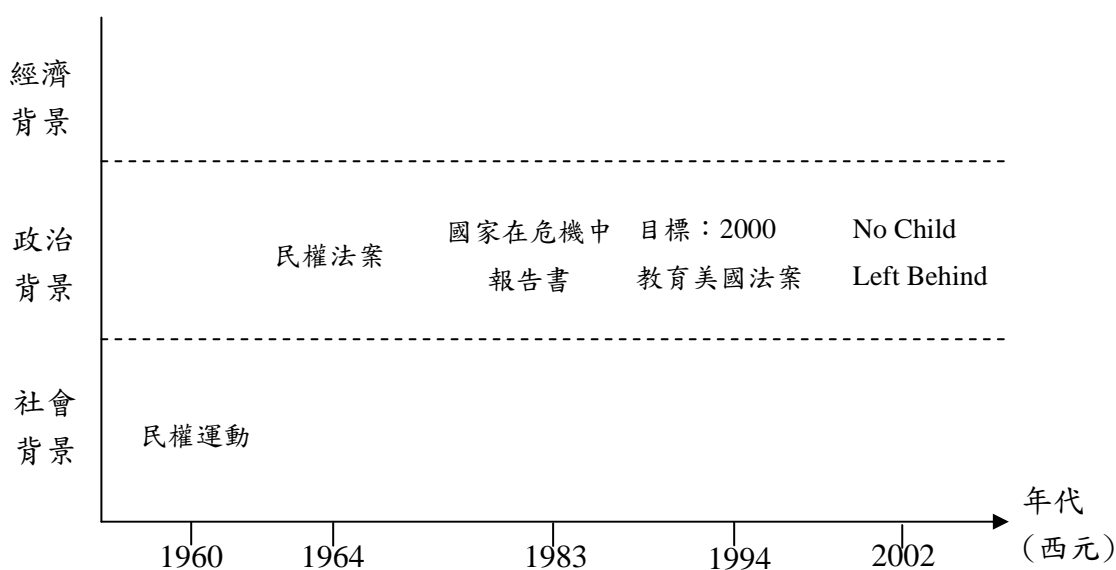 經濟
背景
政治
背景
民權法案
國家在危機中
報告書
目標：2000
教育美國法案
No Child
Left Behind
社會
背景
民權運動
年代
（西元）
1960
1964
1983
1994
2002